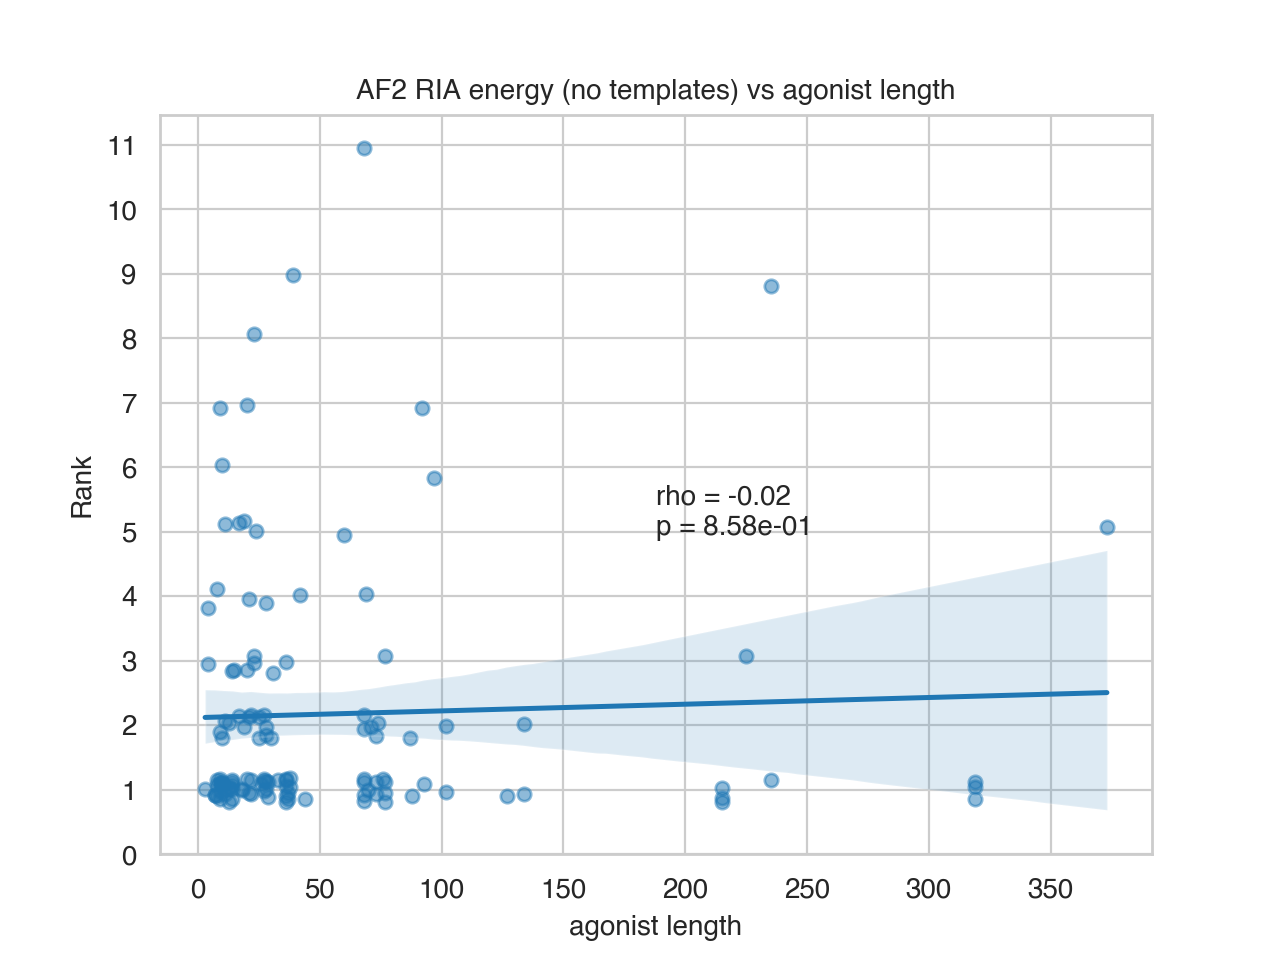 AF2 RIA energy (no templates) vs agonist length
11
10
9
8
7
6
5
4
3
2
1
0
Rank
rho = -0.02
p = 8.58e-01
0 50 100 150 200 250 300 350
agonist length